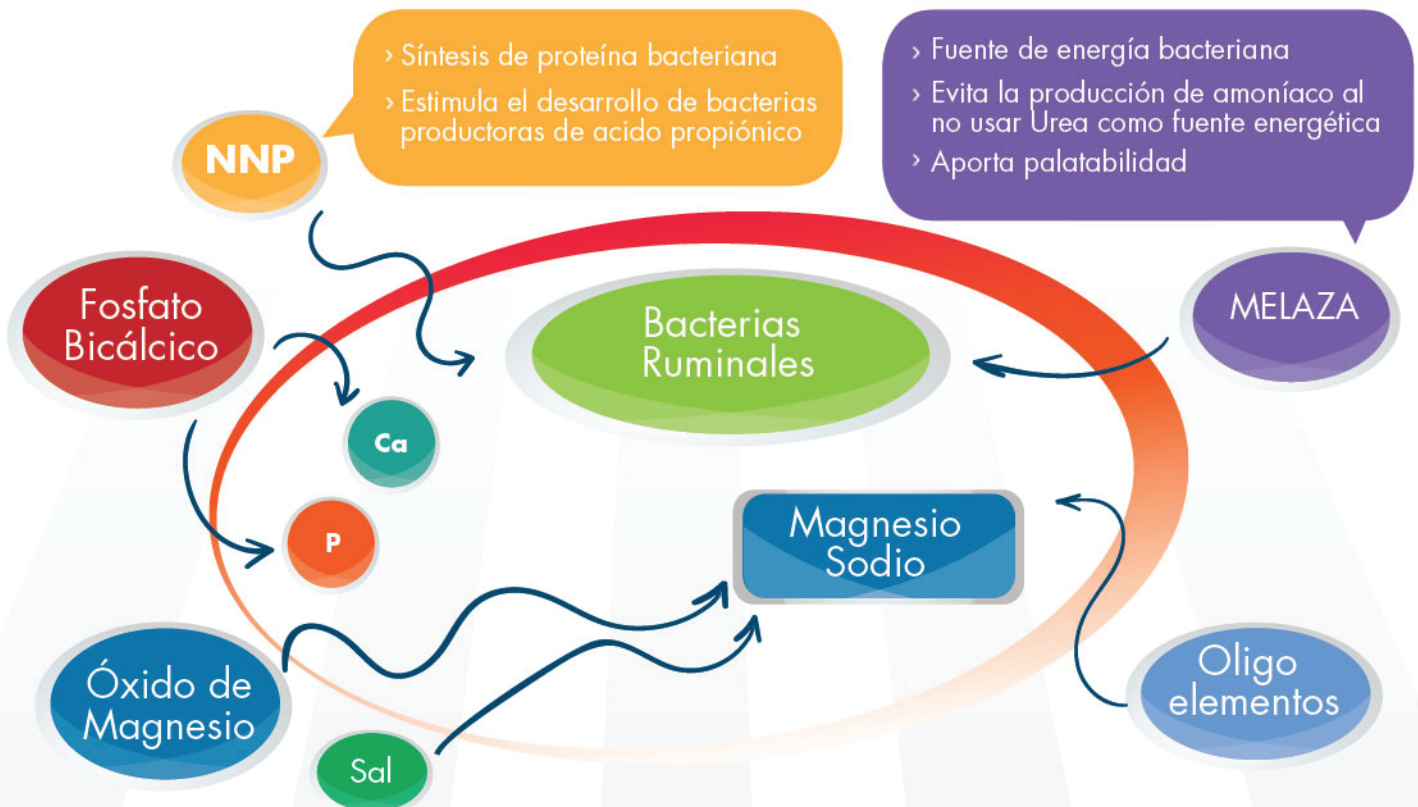 › Síntesis de proteína bacteriana
› Estimula el desarrollo de bacterias
productoras de acido propiónico
› Fuente de energía bacteriana
› Evita la producción de amoníaco al
no usar Urea como fuente energética
› Aporta palatabilidad
NNP
Fosfato
Bicálcico
Bacterias
Ruminales
MELAZA
Ca
P
Magnesio
Sodio
Óxido de
Magnesio
Sal
Oligo
elementos